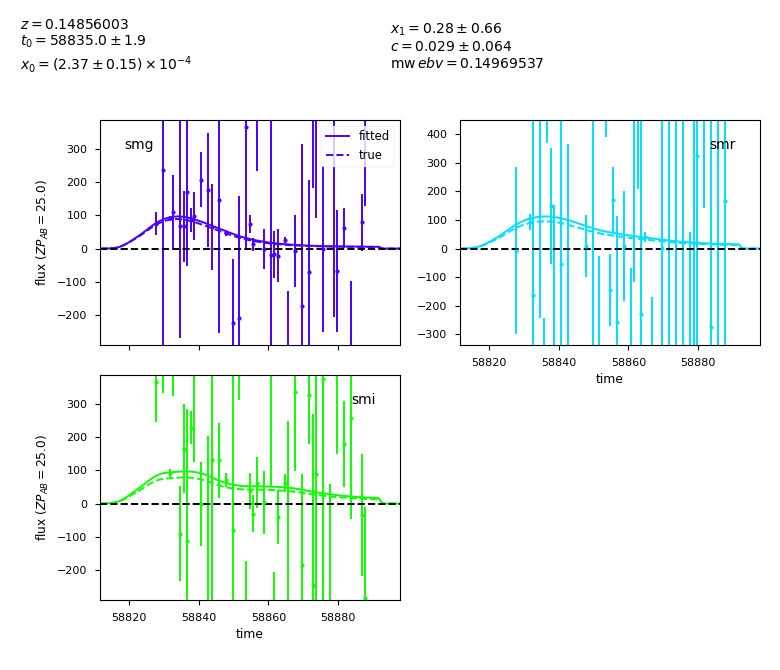 z = 0.14856003
t₀ = 58835.0 ± 1.9
x₀ = (2.37 ± 0.15) × 10⁻⁴
x₁ = 0.28 ± 0.66
c = 0.029 ± 0.064
mw ebv = 0.14969537
smg
fitted
true
300
200
100
0
−100
−200
flux (ZP_AB = 25.0)
smr
400
300
200
100
0
−100
−200
−300
58820 58840 58860 58880
time
smi
300
200
100
0
−100
−200
flux (ZP_AB = 25.0)
58820 58840 58860 58880
time